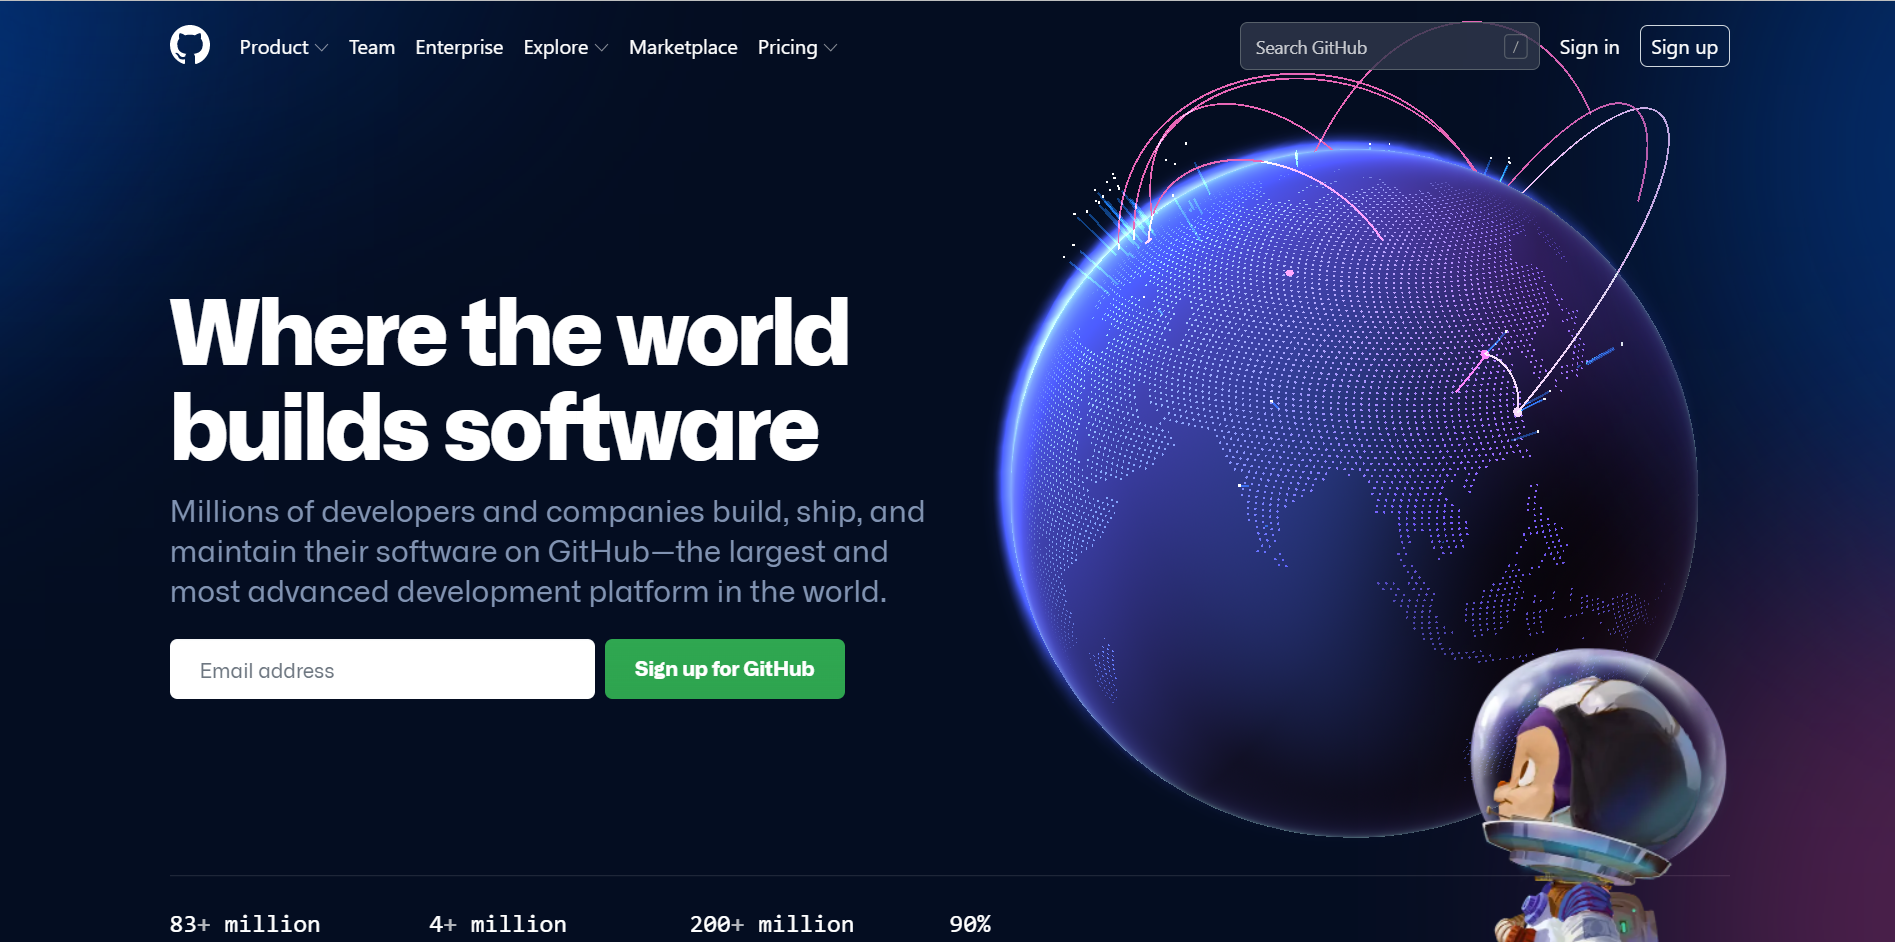 Product
Team
Enterprise
Explore
Marketplace
Pricing
Search GitHub
/
Sign in
Sign up
Where the world
builds software
Millions of developers and companies build, ship, and
maintain their software on GitHub—the largest and
most advanced development platform in the world.
Email address
Sign up for GitHub
83+ million
4+ million
200+ million
90%